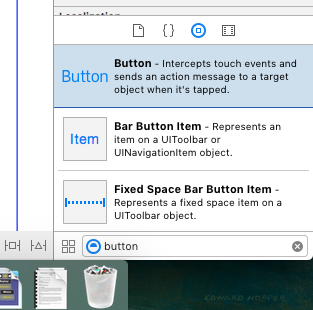 Localization
{ }
Button
Button - Intercepts touch events and
sends an action message to a target
object when it's tapped.
Item
Bar Button Item - Represents an
item on a UIToolbar or
UINavigationItem object.
Fixed Space Bar Button Item -
Represents a fixed space item on a
UIToolbar object.
button
EDWARD HOPPER